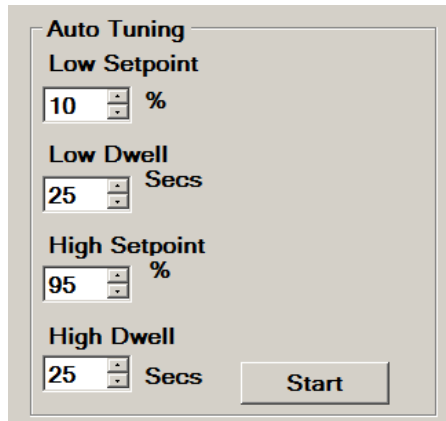 Auto Tuning
Low Setpoint
10 %
Low Dwell
25 Secs
High Setpoint
95 %
High Dwell
25 Secs Start